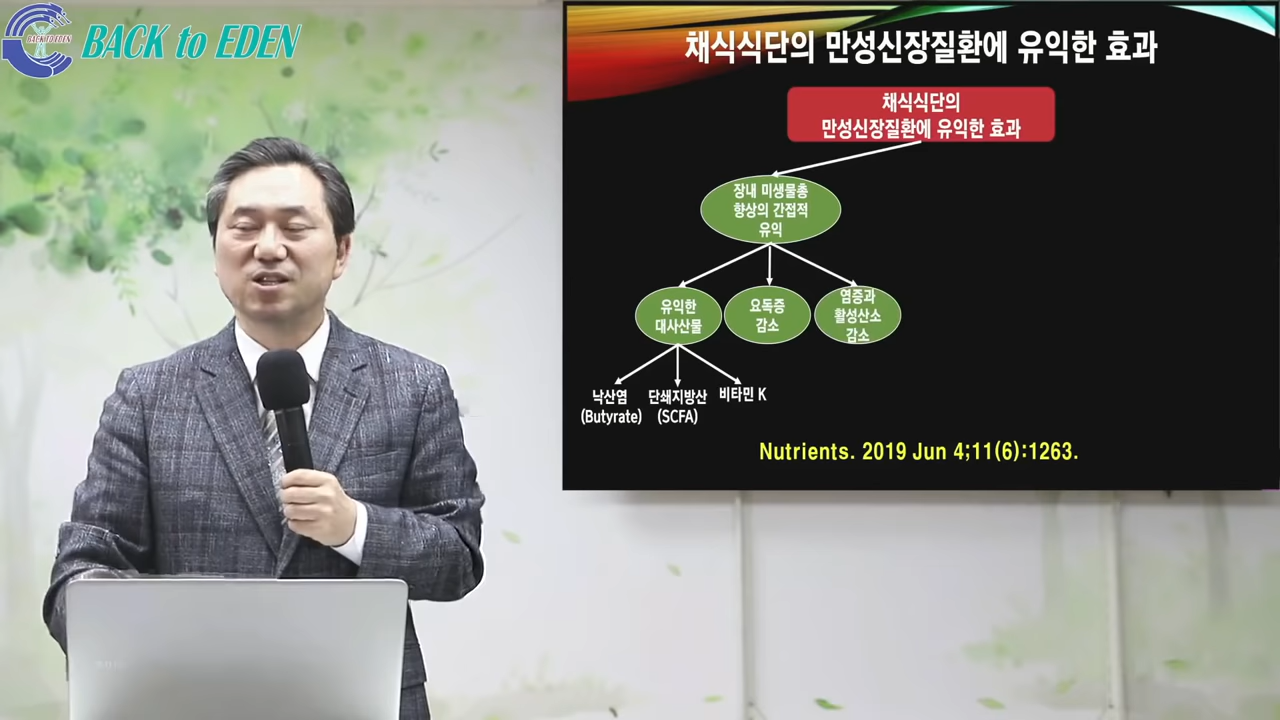 BACKTOEDEN
BACK to EDEN
채식식단의 만성신장질환에 유익한 효과
채식식단의
만성신장질환에 유익한 효과
장내 미생물총
향상의 간접적
유익
유익한
대사산물
요독증
감소
염증과
활성산소
감소
낙산염
(Butyrate)
단쇄지방산
(SCFA)
비타민 K
Nutrients. 2019 Jun 4;11(6):1263.